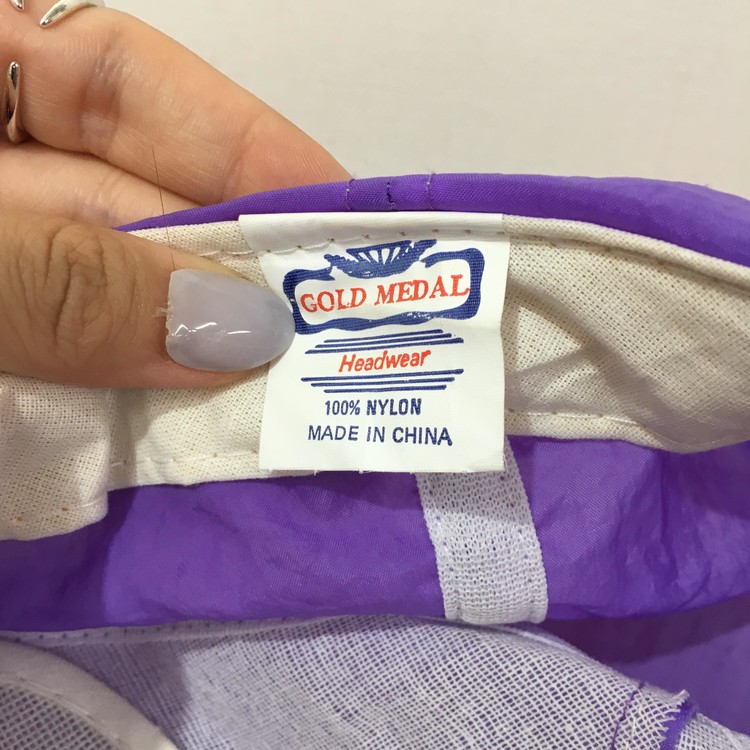 GOLD MEDAL
Headwear
100% NYLON
MADE IN CHINA